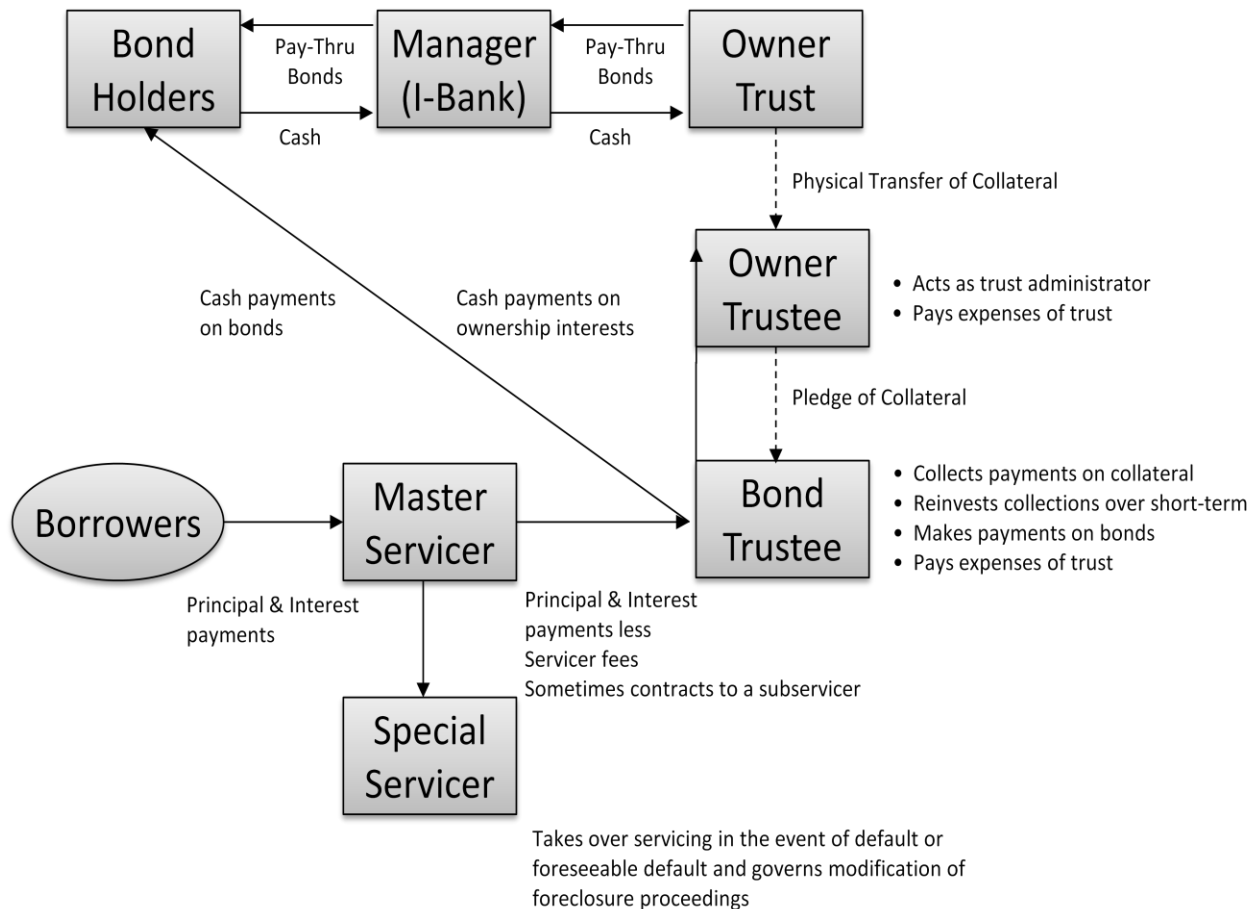 Bond
Holders
Pay-Thru
Bonds
Cash
Manager
(I-Bank)
Pay-Thru
Bonds
Cash
Owner
Trust
Physical Transfer of Collateral
Owner
Trustee
• Acts as trust administrator
• Pays expenses of trust
Cash payments
on bonds
Cash payments on
ownership interests
Pledge of Collateral
Borrowers
Master
Servicer
Bond
Trustee
• Collects payments on collateral
• Reinvests collections over short-term
• Makes payments on bonds
• Pays expenses of trust
Principal & Interest
payments
Principal & Interest
payments less
Servicer fees
Sometimes contracts to a subservicer
Special
Servicer
Takes over servicing in the event of default or
foreseeable default and governs modification of
foreclosure proceedings